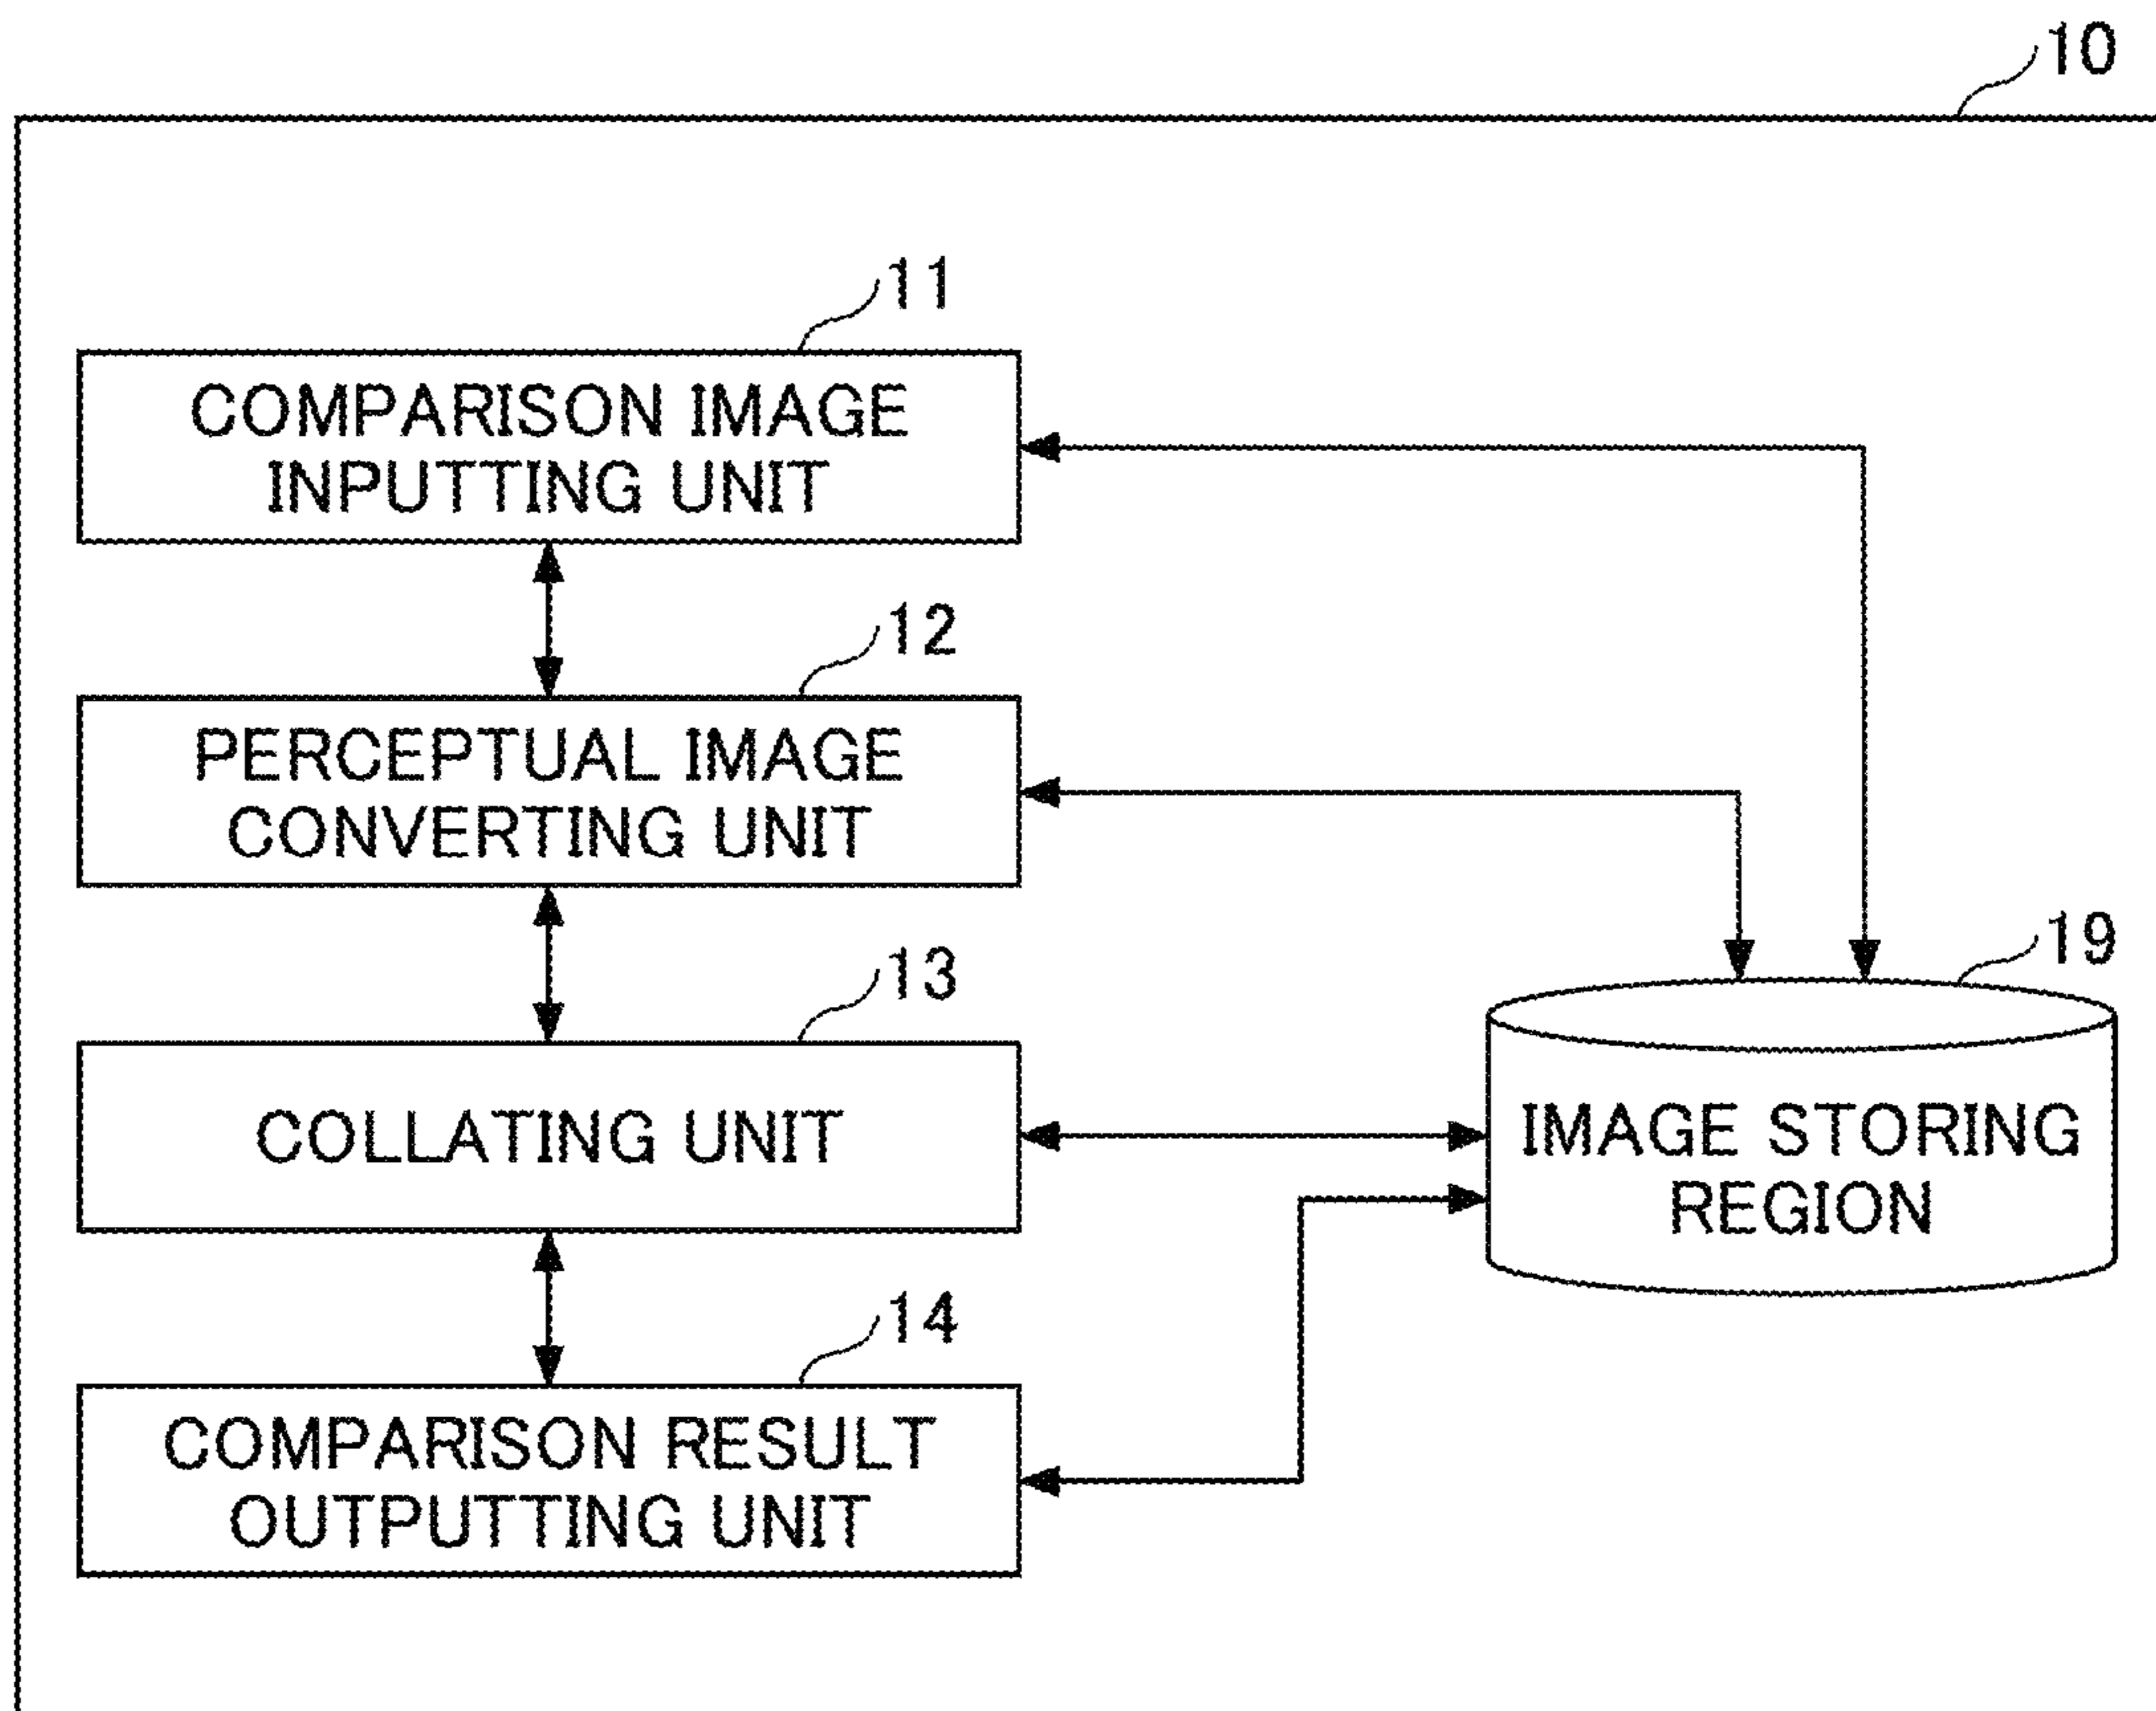 10
11
COMPARISON IMAGE
INPUTTING UNIT
12
PERCEPTUAL IMAGE
CONVERTING UNIT
13
COLLATING UNIT
19
IMAGE STORING
REGION
14
COMPARISON RESULT
OUTPUTTING UNIT